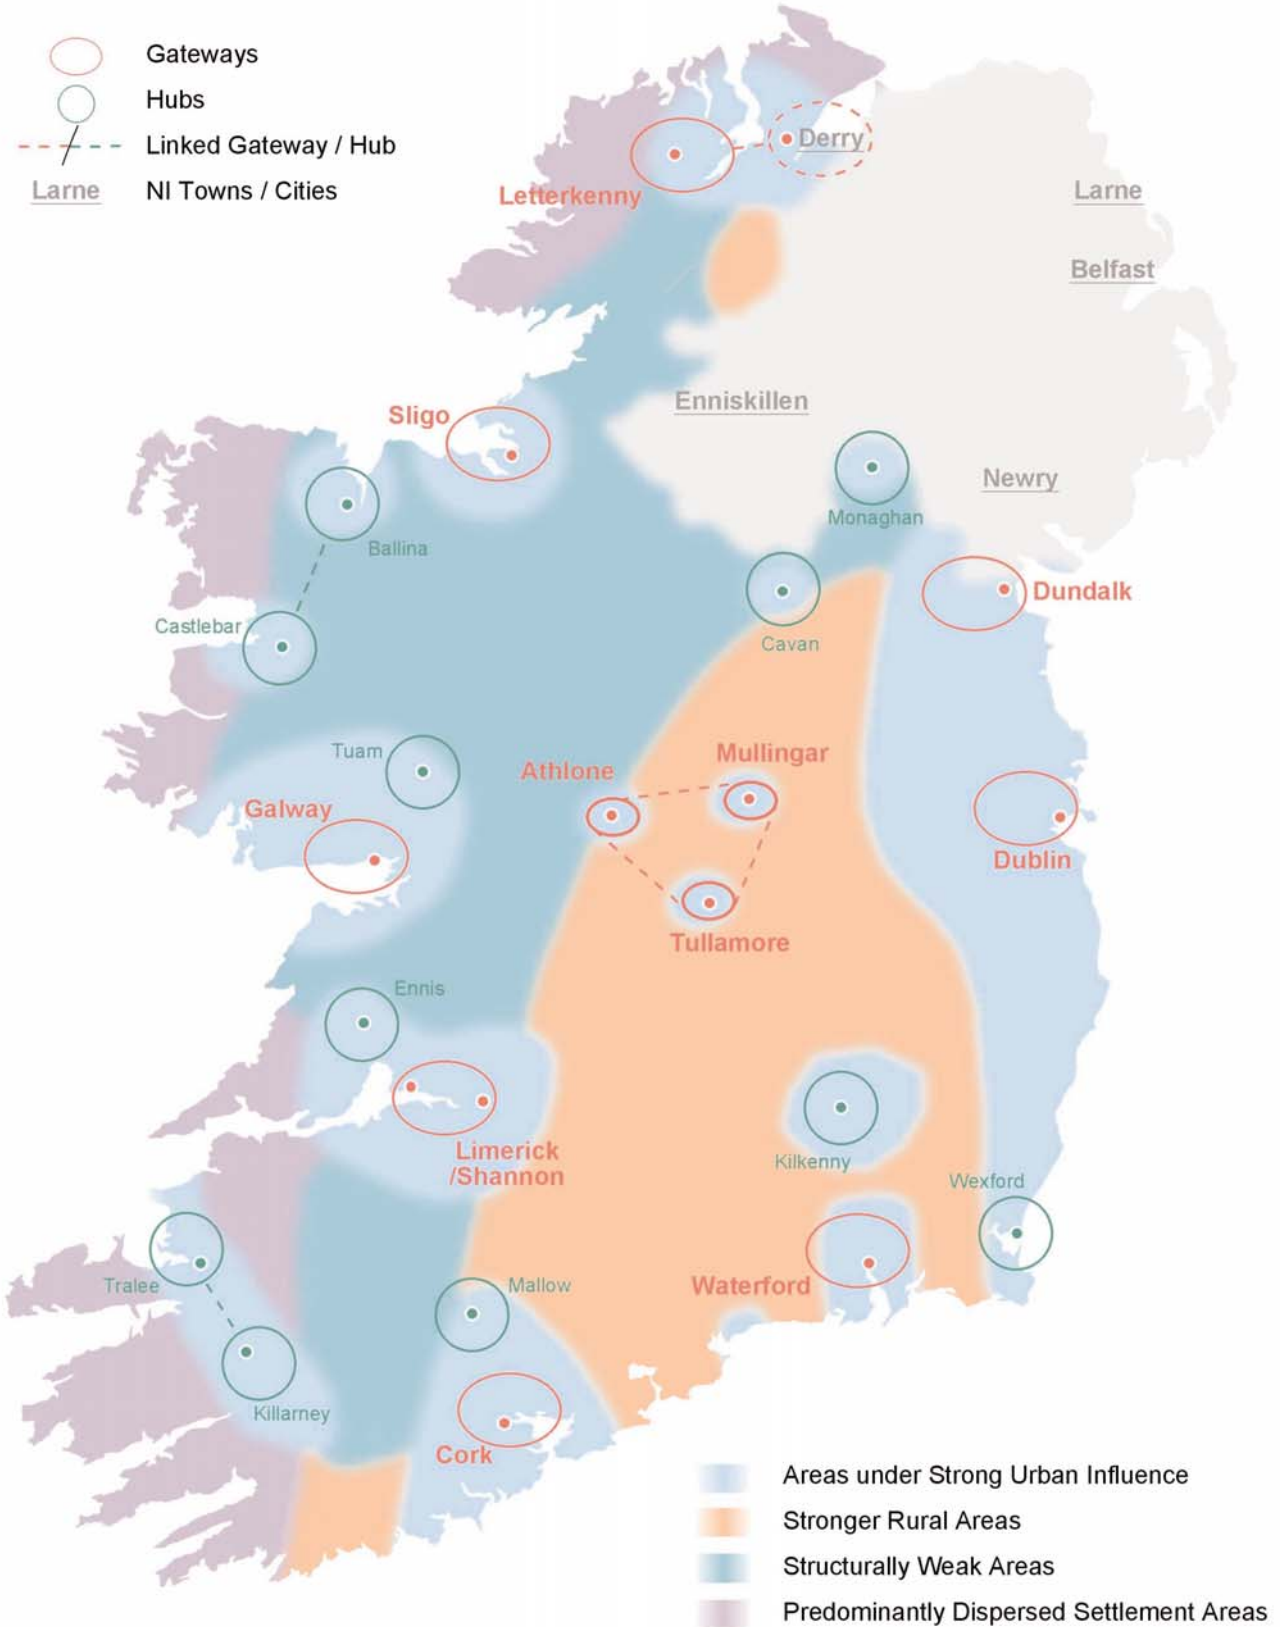 Gateways
Hubs
Linked Gateway / Hub
Larne
NI Towns / Cities
Derry
Letterkenny
Larne
Belfast
Enniskillen
Sligo
Newry
Monaghan
Ballina
Dundalk
Castlebar
Cavan
Tuam
Mullingar
Athlone
Galway
Dublin
Tullamore
Ennis
Limerick
/Shannon
Kilkenny
Wexford
Tralee
Mallow
Waterford
Killarney
Cork
Areas under Strong Urban Influence
Stronger Rural Areas
Structurally Weak Areas
Predominantly Dispersed Settlement Areas